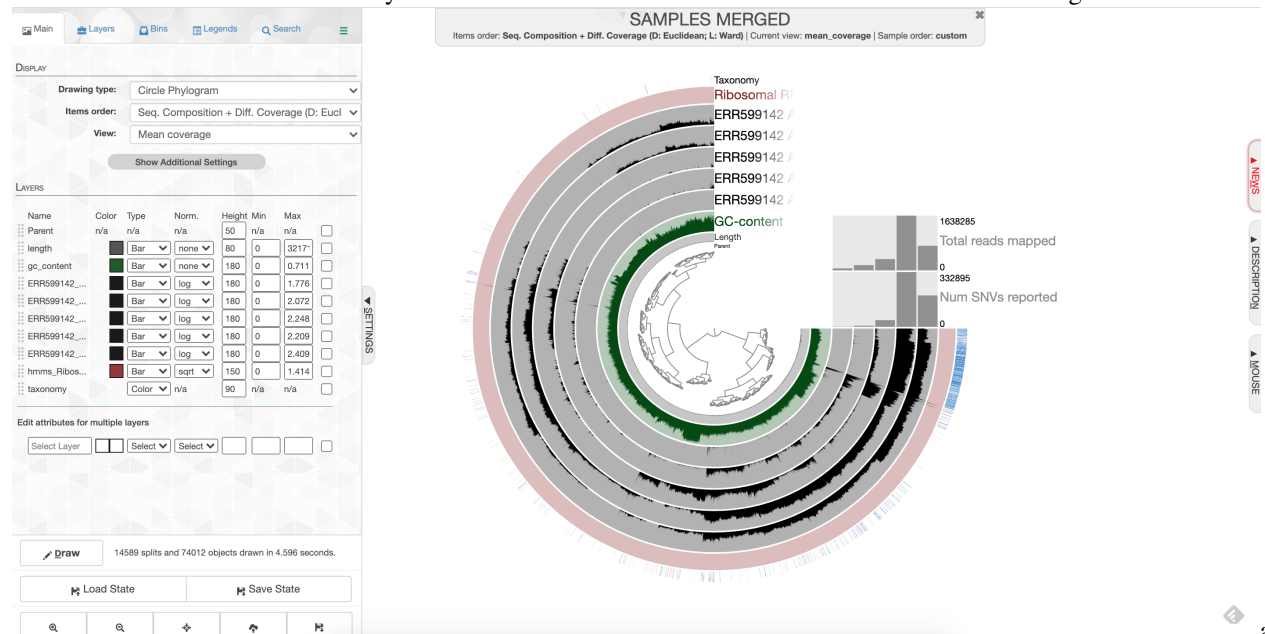 SAMPLES MERGED
Items order: Seq. Composition + Diff. Coverage (D: Euclidean; L: Ward) | Current view: mean_coverage | Sample order: custom
Main Layers Bins Legends Search
DISPLAY
Drawing type: Circle Phylogram
Items order: Seq. Composition + Diff. Coverage (D: Eucl
View: Mean coverage
Show Additional Settings
LAYERS
Name Color Type Norm. Height Min Max
Parent n/a n/a n/a 50 n/a n/a
length Bar none 80 0 3217
gc_content Bar none 180 0 0.711
ERR599142_... Bar log 180 0 1.776
ERR599142_... Bar log 180 0 2.072
ERR599142_... Bar log 180 0 2.248
ERR599142_... Bar log 180 0 2.209
ERR599142_... Bar log 180 0 2.409
hmms_Ribos... Bar sqrt 150 0 1.414
taxonomy Color n/a 90 n/a n/a
Edit attributes for multiple layers
Select Layer Select Select
Draw 14589 splits and 74012 objects drawn in 4.596 seconds.
Load State Save State
◀ SETTINGS
Taxonomy
Ribosomal R
ERR599142 A
ERR599142 A
ERR599142 A
ERR599142 A
ERR599142 A
GC-content
Length
Parent
1638285
Total reads mapped
0
332895
Num SNVs reported
0
▲ NEWS
▲ DESCRIPTION
▲ MOUSE